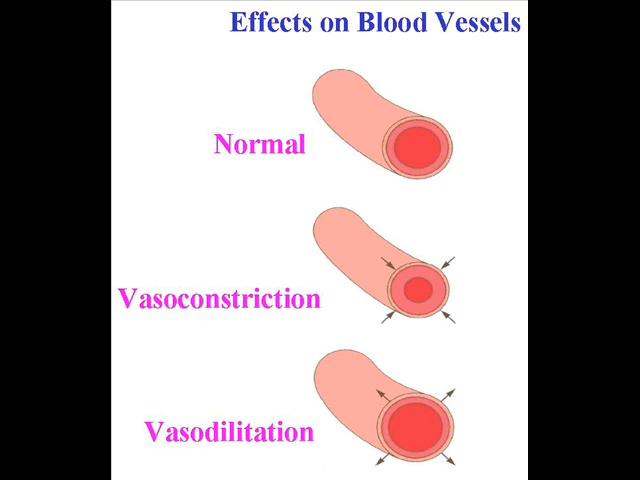 Effects on Blood Vessels
Normal
Vasoconstriction
Vasodilitation